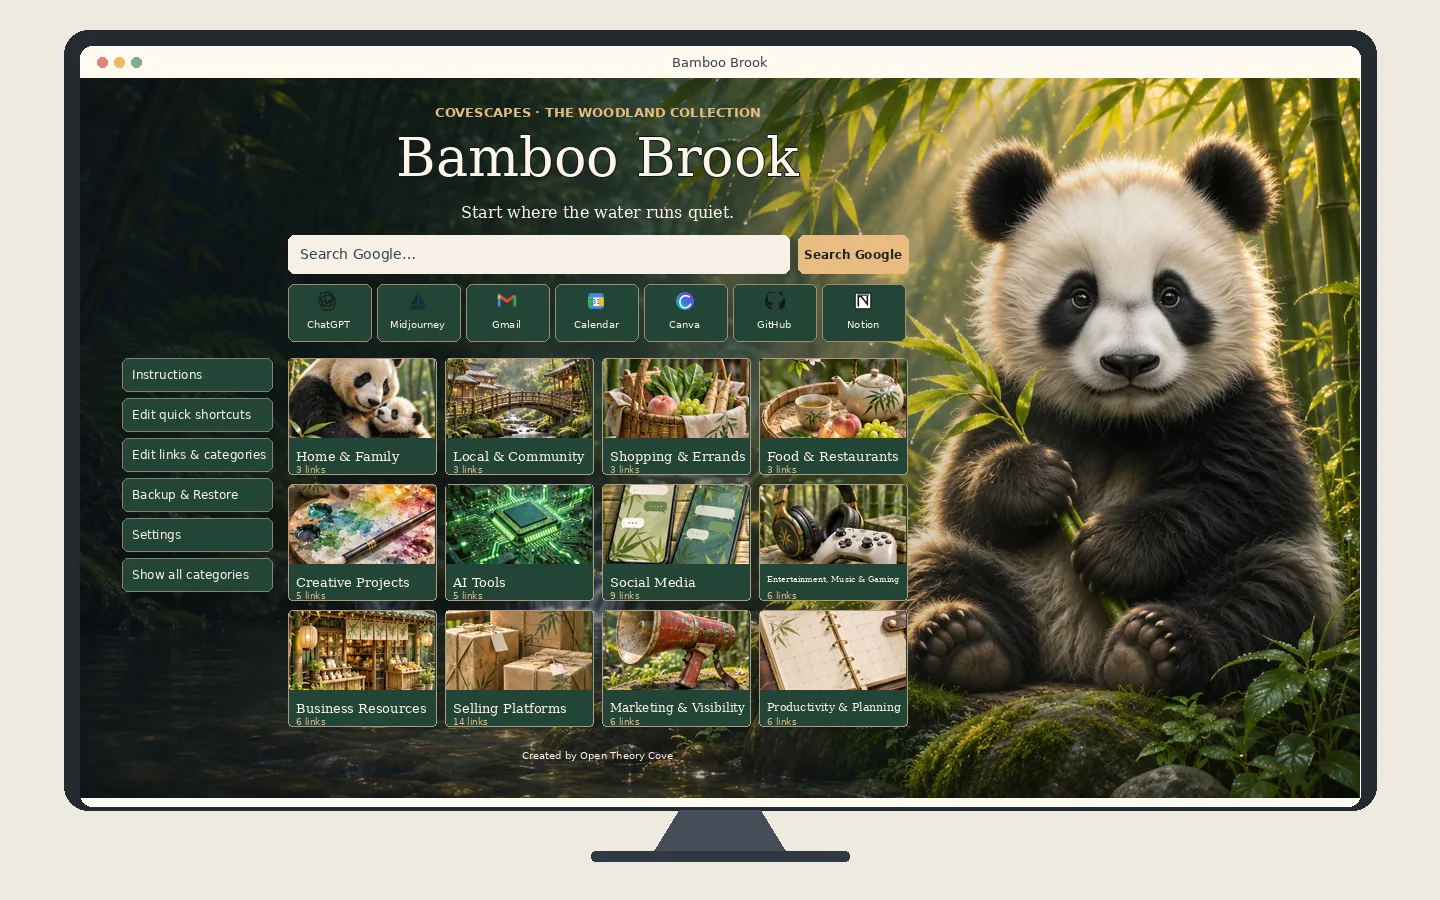 Bamboo Brook
COVESCAPES · THE WOODLAND COLLECTION
Bamboo Brook
Start where the water runs quiet.
Search Google...
Search Google
ChatGPT
Midjourney
Gmail
Calendar
Canva
GitHub
Notion
Instructions
Edit quick shortcuts
Edit links & categories
Backup & Restore
Settings
Show all categories
Home & Family
3 links
Local & Community
3 links
Shopping & Errands
3 links
Food & Restaurants
3 links
Creative Projects
5 links
AI Tools
5 links
Social Media
9 links
Entertainment, Music & Gaming
6 links
Business Resources
6 links
Selling Platforms
14 links
Marketing & Visibility
6 links
Productivity & Planning
6 links
Created by Open Theory Cove